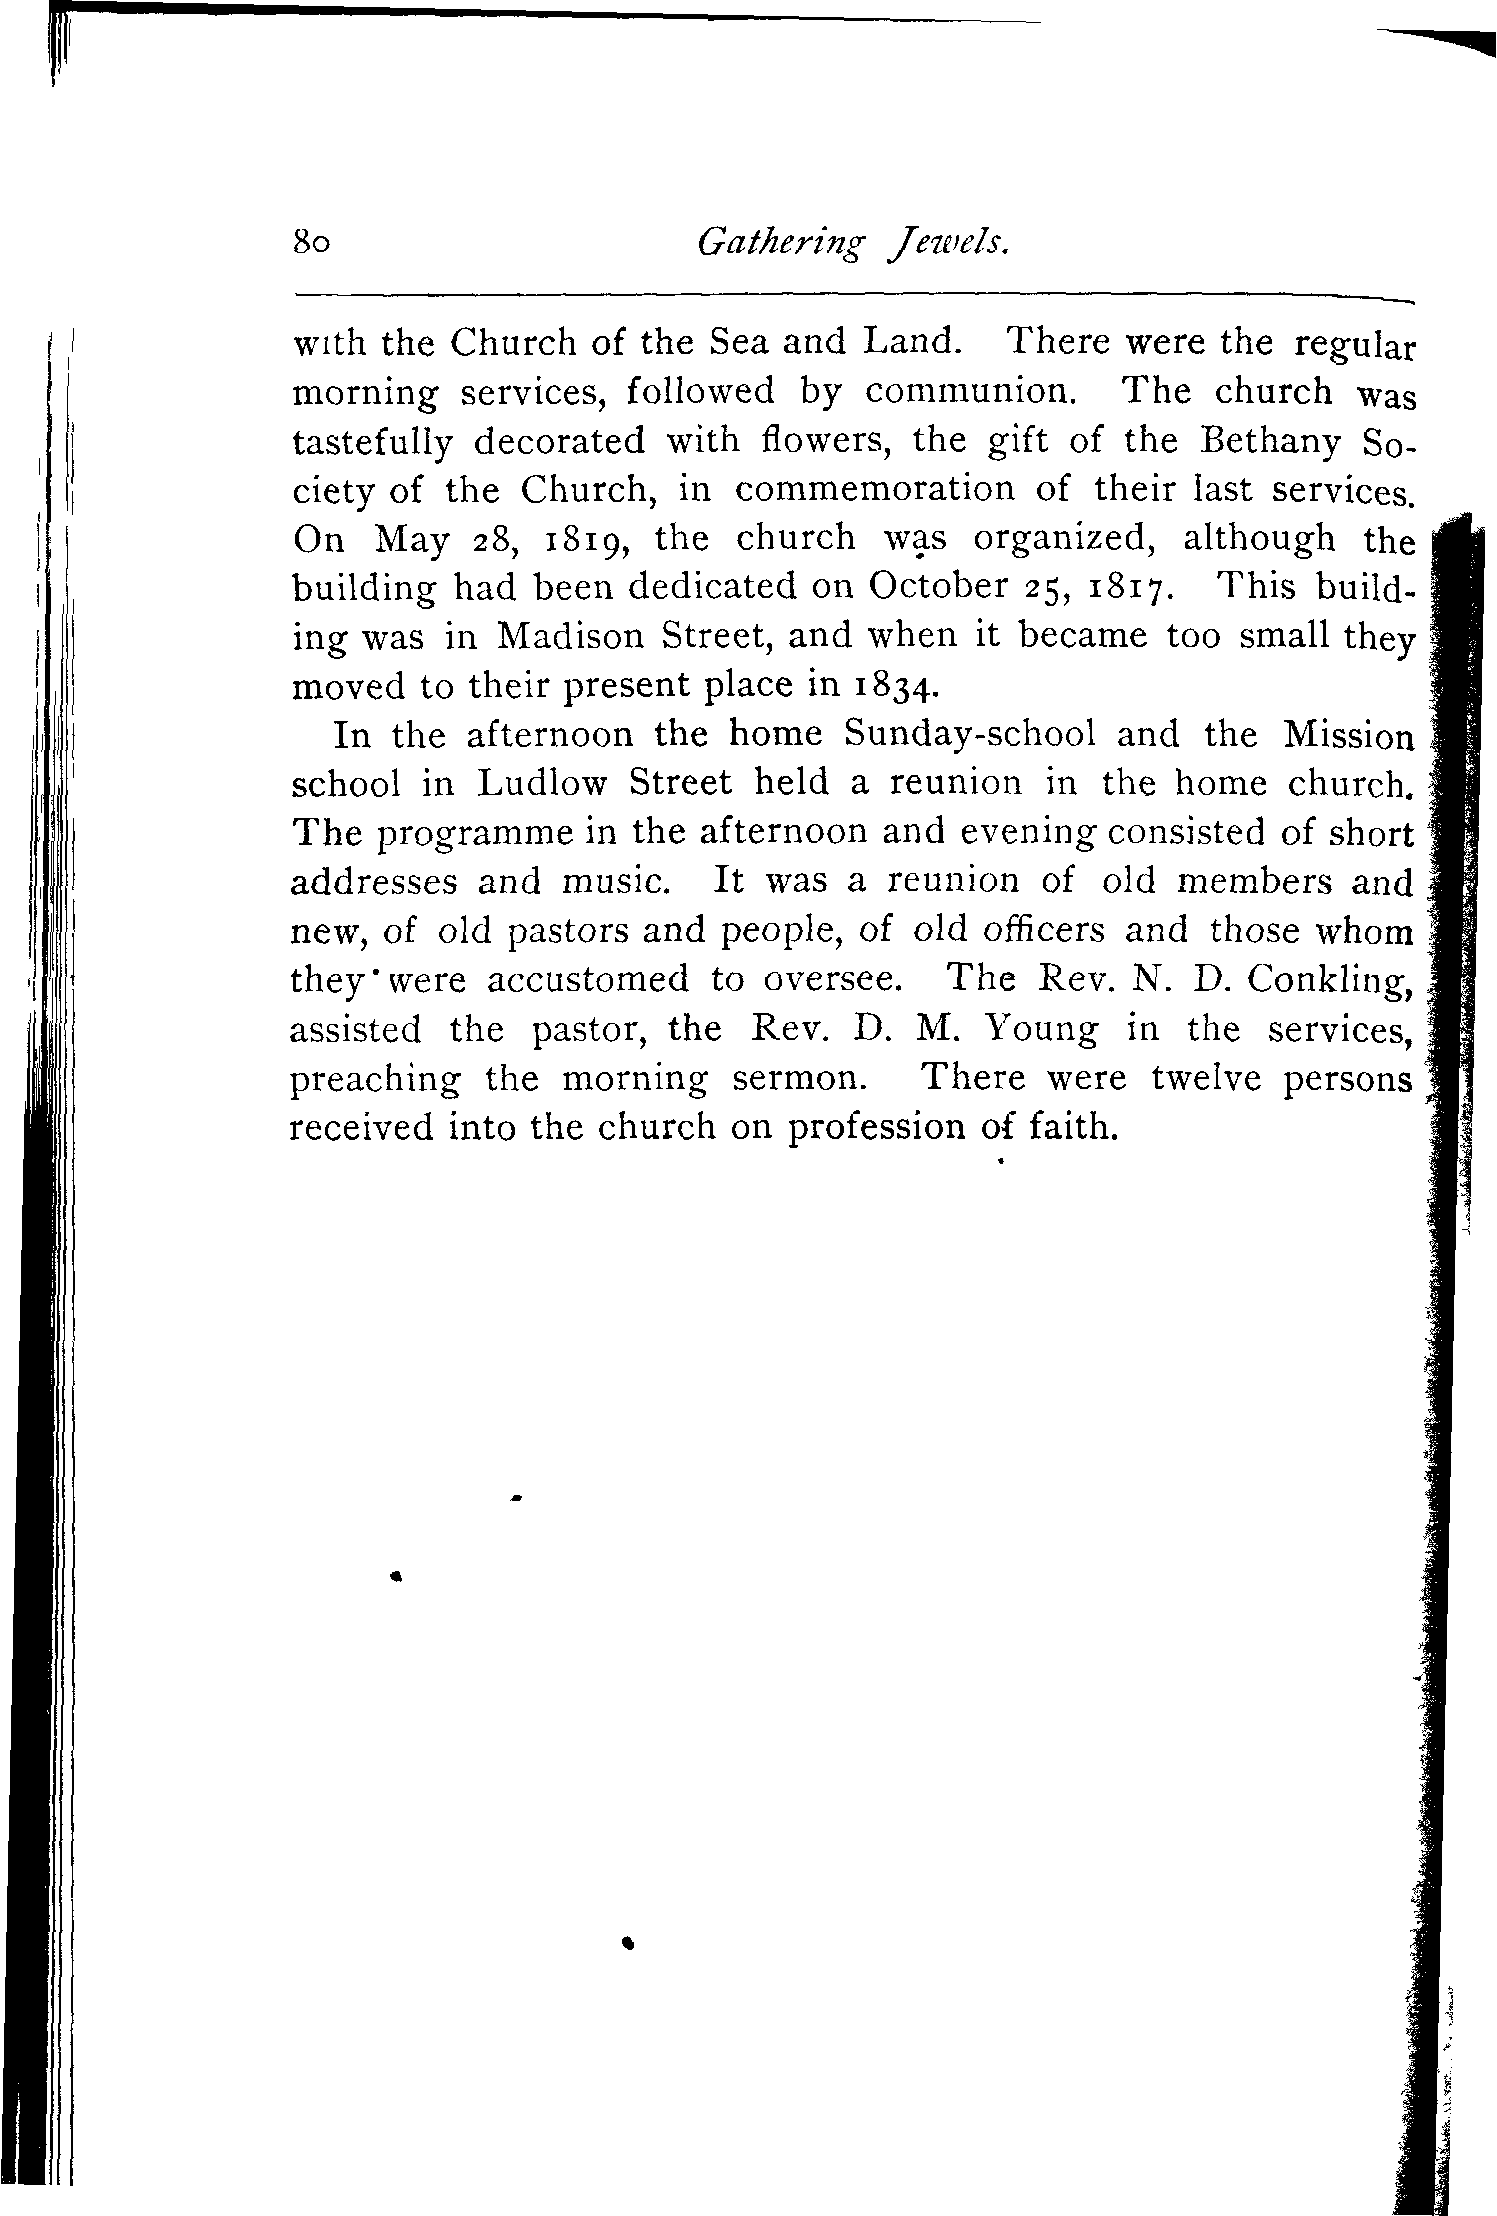 80 Gathering Jewels.
with the Church of the Sea and Land. There were the regular
morning services, followed by communion. The church was
tastefully decorated with flowers, the gift of the Bethany So-
ciety of the Church, in commemoration of their last services.
On May 28, 1819, the church was organized, although the
building had been dedicated on October 25, 1817. This build-
ing was in Madison Street, and when it became too small they
moved to their present place in 1834.
In the afternoon the home Sunday-school and the Mission
school in Ludlow Street held a reunion in the home church.
The programme in the afternoon and evening consisted of short
addresses and music. It was a reunion of old members and
new, of old pastors and people, of old officers and those whom
they were accustomed to oversee. The Rev. N. D. Conkling,
assisted the pastor, the Rev. D. M. Young in the services,
preaching the morning sermon. There were twelve persons
received into the church on profession of faith.